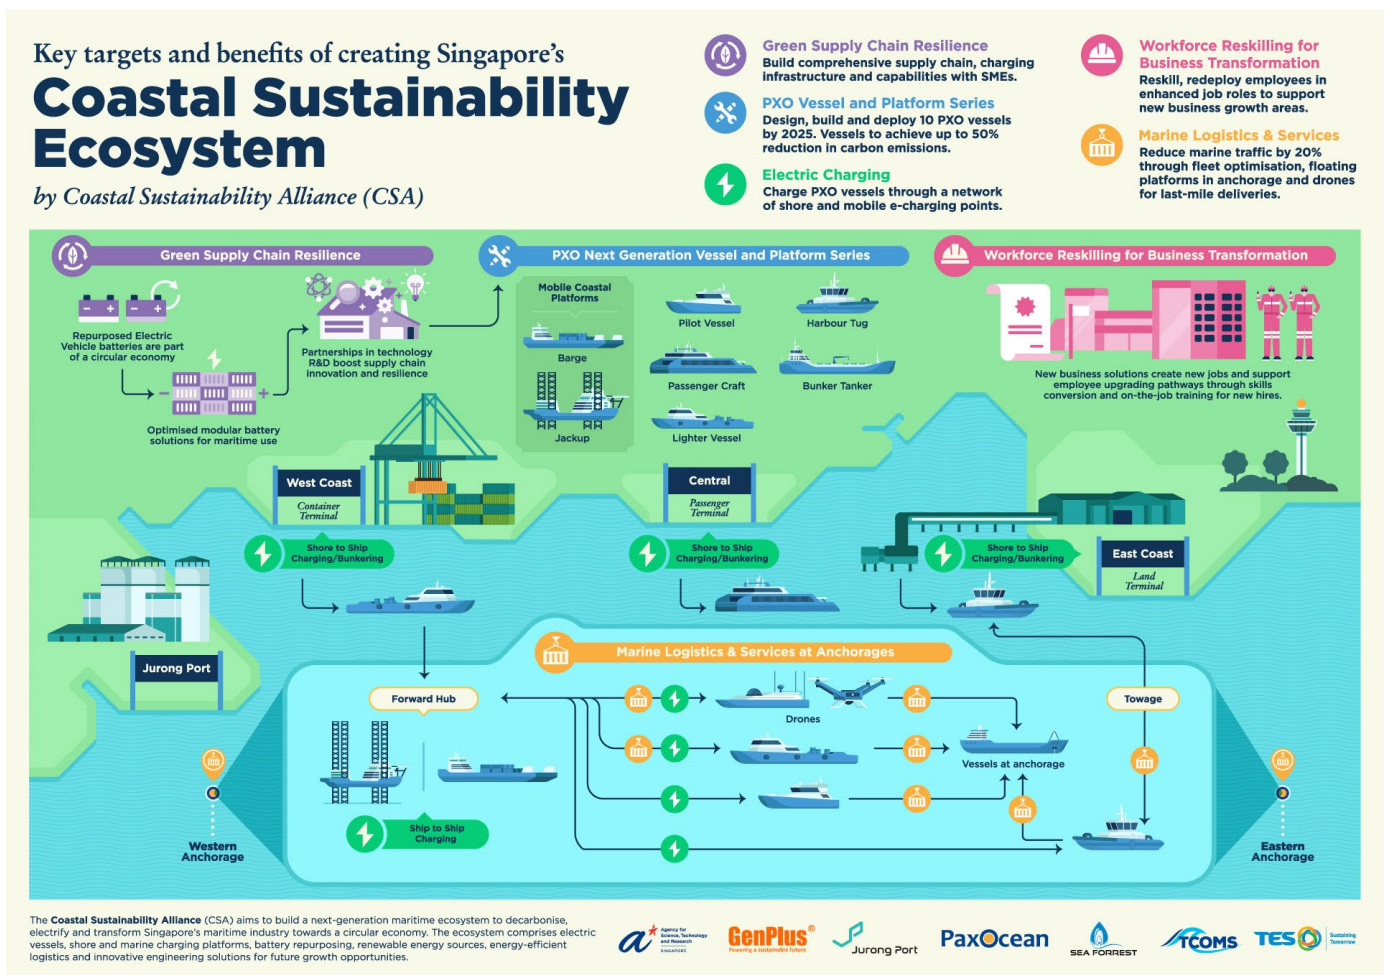 Key targets and benefits of creating Singapore's
Coastal Sustainability
Ecosystem
by Coastal Sustainability Alliance (CSA)
Green Supply Chain Resilience
Build comprehensive supply chain, charging
infrastructure and capabilities with SMEs.
PXO Vessel and Platform Series
Design, build and deploy 10 PXO vessels
by 2025. Vessels to achieve up to 50%
reduction in carbon emissions.
Electric Charging
Charge PXO vessels through a network
of shore and mobile e-charging points.
Workforce Reskilling for
Business Transformation
Reskill, redeploy employees in
enhanced job roles to support
new business growth areas.
Marine Logistics & Services
Reduce marine traffic by 20%
through fleet optimisation, floating
platforms in anchorage and drones
for last-mile deliveries.
Green Supply Chain Resilience
Repurposed Electric
Vehicle batteries are part
of a circular economy
Optimised modular battery
solutions for maritime use
Partnerships in technology
R&D boost supply chain
innovation and resilience
PXO Next Generation Vessel and Platform Series
Mobile Coastal
Platforms
Barge
Jackup
Pilot Vessel
Harbour Tug
Passenger Craft
Bunker Tanker
Lighter Vessel
Workforce Reskilling for Business Transformation
New business solutions create new jobs and support
employee upgrading pathways through skills
conversion and on-the-job training for new hires.
West Coast
Container
Terminal
Shore to Ship
Charging/Bunkering
Central
Passenger
Terminal
Shore to Ship
Charging/Bunkering
Shore to Ship
Charging/Bunkering
East Coast
Land
Terminal
Jurong Port
Marine Logistics & Services at Anchorages
Forward Hub
Ship to Ship
Charging
Drones
Vessels at anchorage
Towage
Western
Anchorage
Eastern
Anchorage
The Coastal Sustainability Alliance (CSA) aims to build a next-generation maritime ecosystem to decarbonise,
electrify and transform Singapore's maritime industry towards a circular economy. The ecosystem comprises electric
vessels, shore and marine charging platforms, battery repurposing, renewable energy sources, energy-efficient
logistics and innovative engineering solutions for future growth opportunities.
Agency for
Science, Technology
and Research
SINGAPORE
GenPlus®
Powering a sustainable future
Jurong Port
PaxOcean
SEA FORREST
TCOMS
TES
Sustaining
Tomorrow